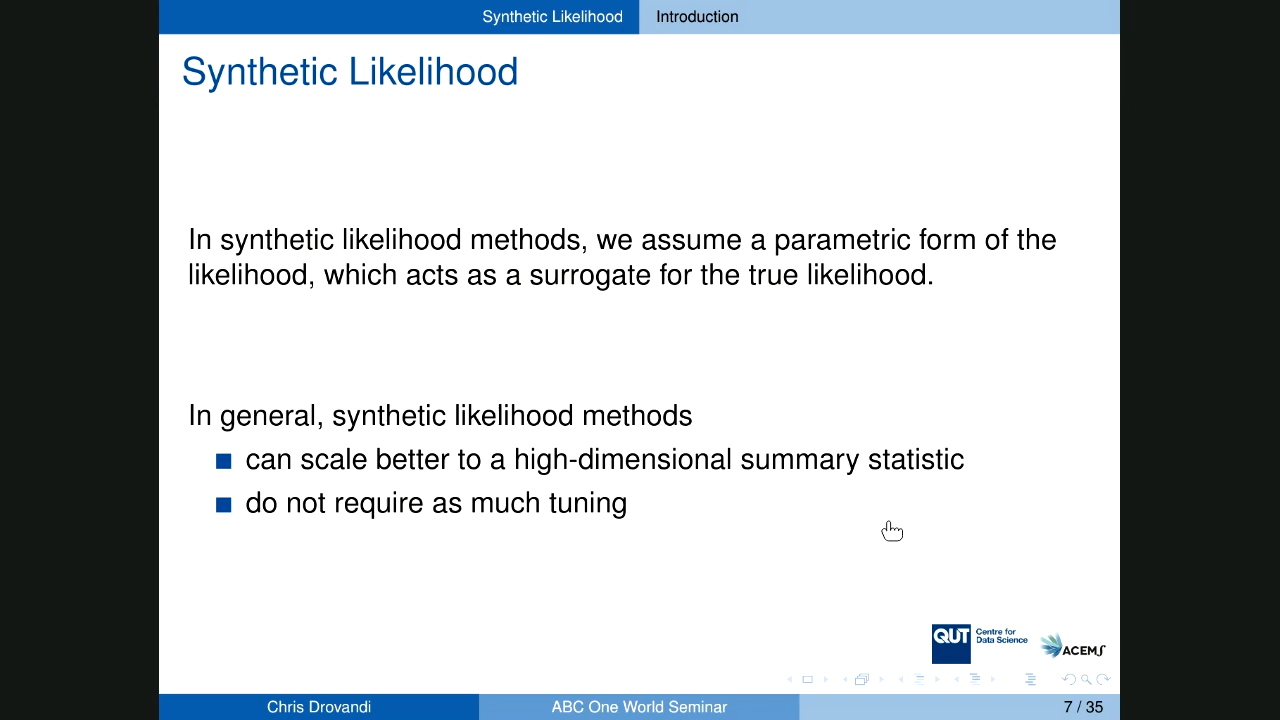 Synthetic Likelihood
Introduction
Synthetic Likelihood
In synthetic likelihood methods, we assume a parametric form of the
likelihood, which acts as a surrogate for the true likelihood.
In general, synthetic likelihood methods
can scale better to a high-dimensional summary statistic
do not require as much tuning
QUT
Centre for
Data Science
ACEMS
Chris Drovandi
ABC One World Seminar
7 / 35